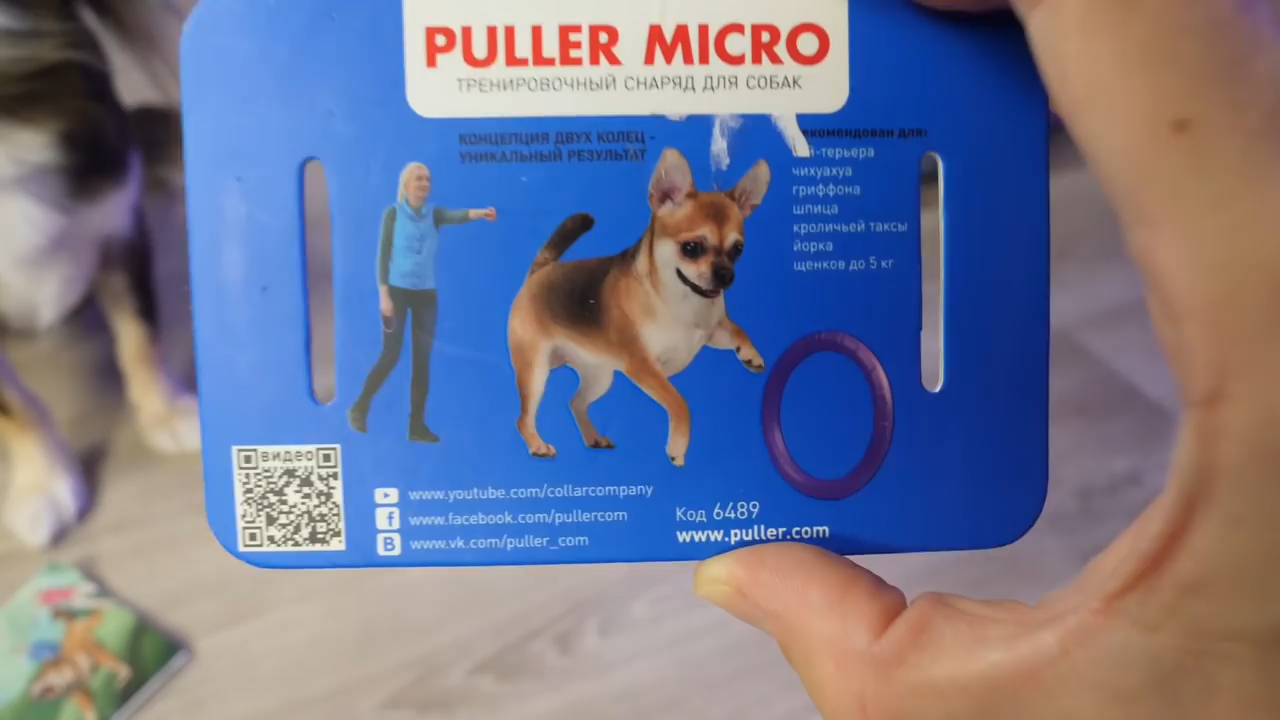 PULLER MICRO
ТРЕНИРОВОЧНЫЙ СНАРЯД ДЛЯ СОБАК
КОНЦЕПЦИЯ ДВУХ КОЛЕЦ -
УНИКАЛЬНЫЙ РЕЗУЛЬТАТ
для:
чихуахуа
гриффона
шпица
кроличьей таксы
йорка
щенков до 5 кг
видео
www.youtube.com/collarcompany
www.facebook.com/pullercom
www.vk.com/puller_com
Код 6489
www.puller.com